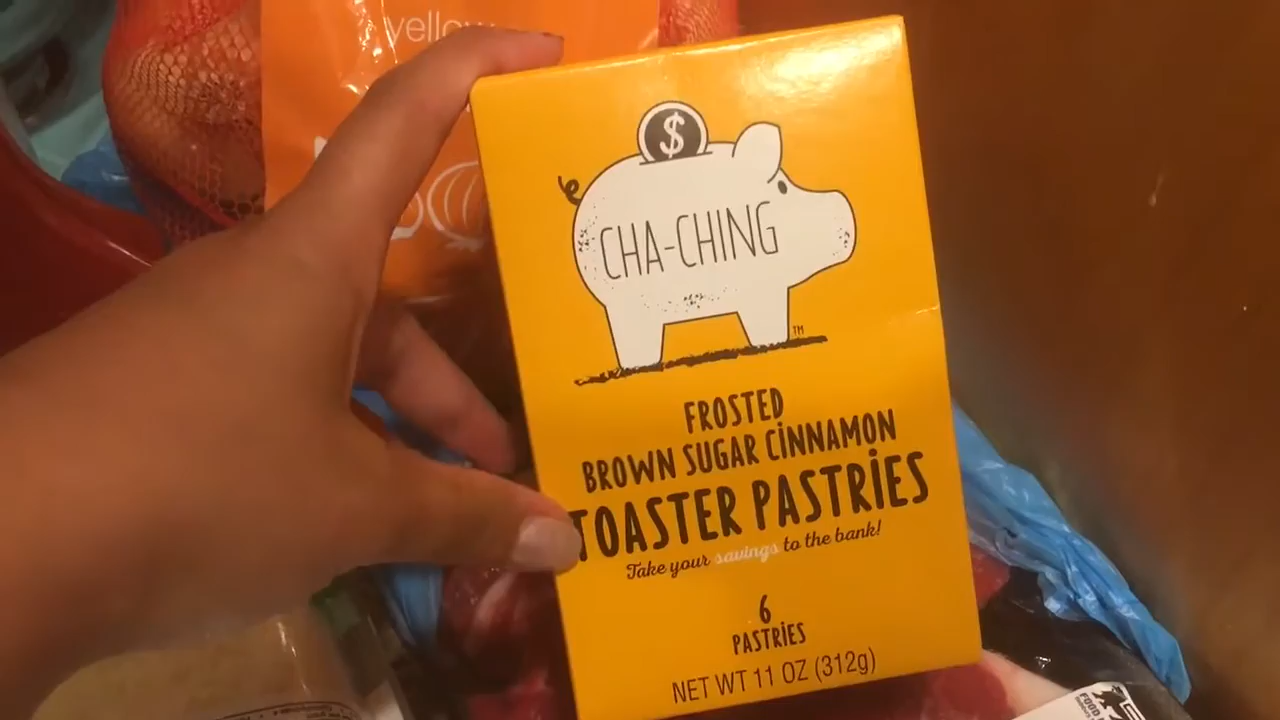 yellow
$
CHA-CHING
TM
FROSTED
BROWN SUGAR CINNAMON
TOASTER PASTRIES
Take your savings to the bank!
6
PASTRIES
NET WT 11 OZ (312g)
FOOD